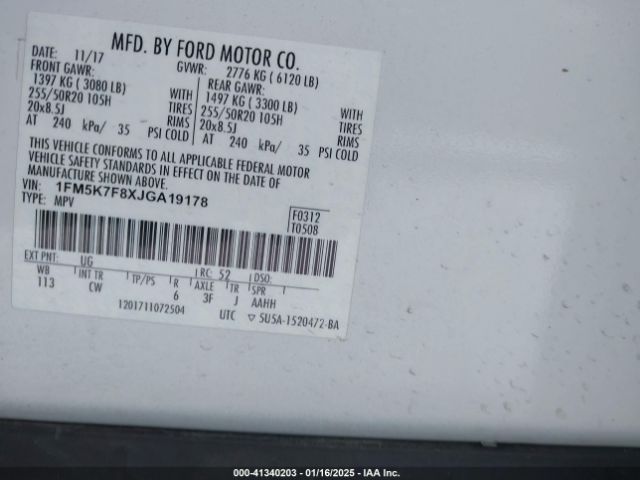 MFD. BY FORD MOTOR CO.
DATE: 11/17 GVWR: 2776 KG ( 6120 LB)
FRONT GAWR: REAR GAWR:
1397 KG ( 3080 LB) WITH 1497 KG ( 3300 LB) WITH
255/50R20 105H TIRES 255/50R20 105H TIRES
20x8.5J RIMS 20x8.5J RIMS
AT 240 kPa/ 35 PSI COLD AT 240 kPa/ 35 PSI COLD
THIS VEHICLE CONFORMS TO ALL APPLICABLE FEDERAL MOTOR
VEHICLE SAFETY STANDARDS IN EFFECT ON THE DATE OF
MANUFACTURE SHOWN ABOVE.
VIN: 1FM5K7F8XJGA19178
TYPE: MPV
F0312
T0508
EXT PNT: UG RC: 52 DSO:
WB INT TR TP/PS R AXLE TR SPR
113 CW 6 3F J AAHH
1201711072504 UTC ▽ 5U5A-1520472-BA
000-41340203 - 01/16/2025 - IAA Inc.